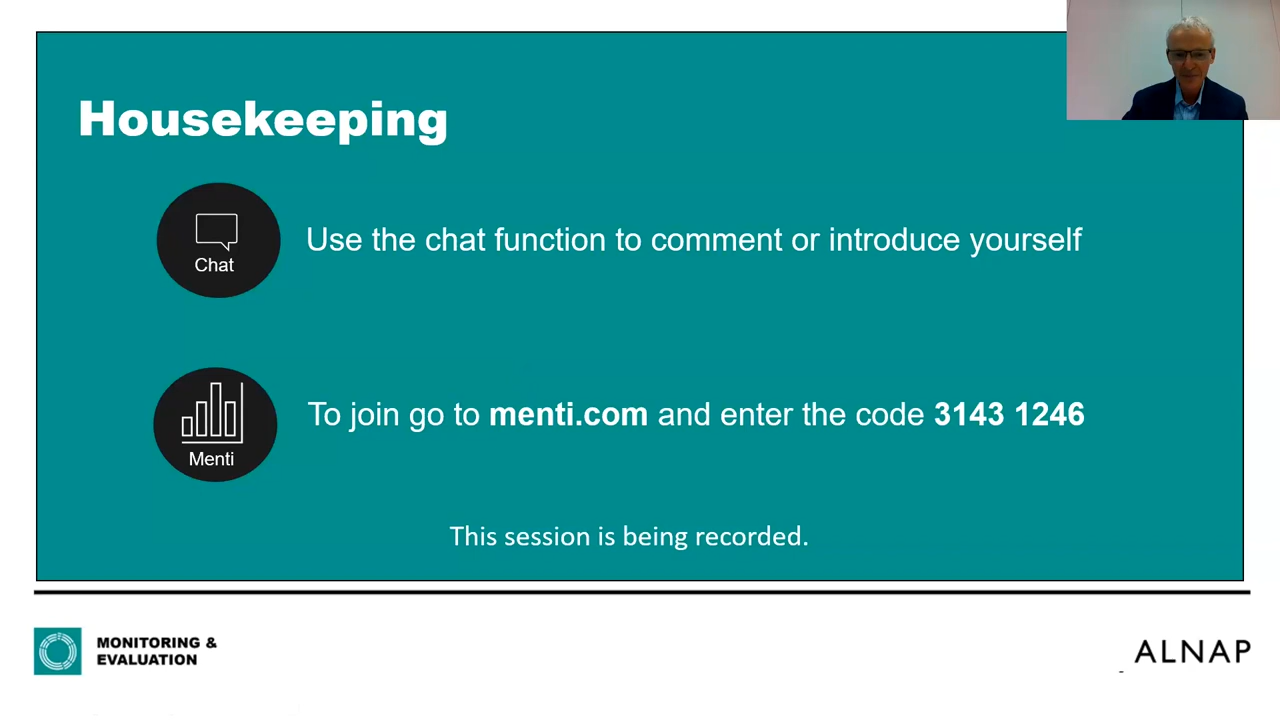 Housekeeping
Chat
Use the chat function to comment or introduce yourself
Menti
To join go to menti.com and enter the code 3143 1246
This session is being recorded.
MONITORING &
EVALUATION
ALNAP